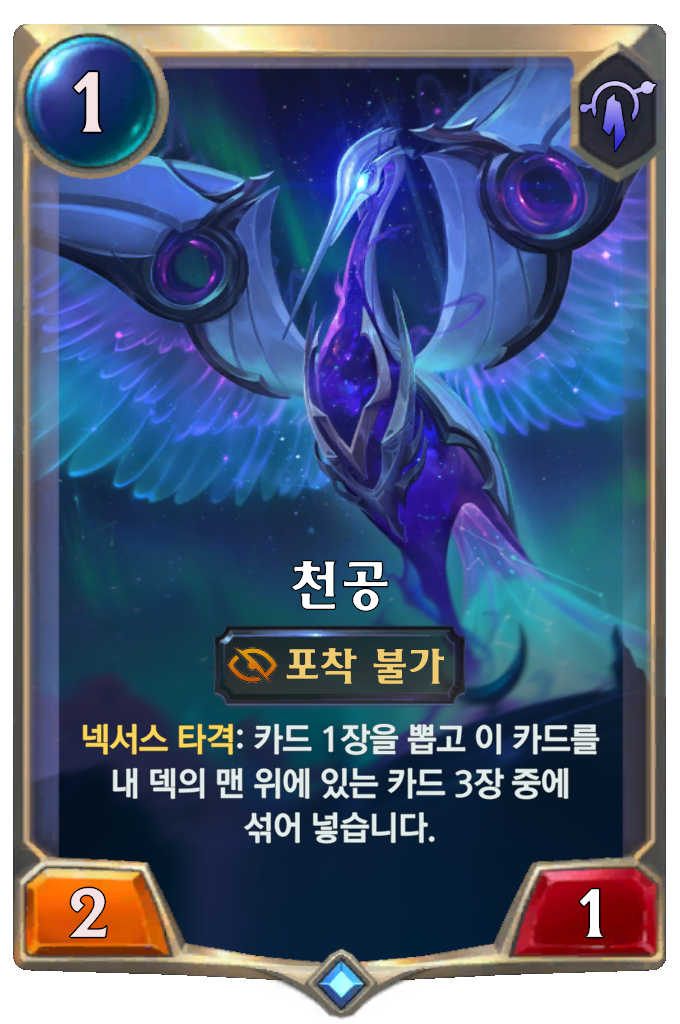 1
천공
포착 불가
넥서스 타격: 카드 1장을 뽑고 이 카드를
내 덱의 맨 위에 있는 카드 3장 중에
섞어 넣습니다.
2
1